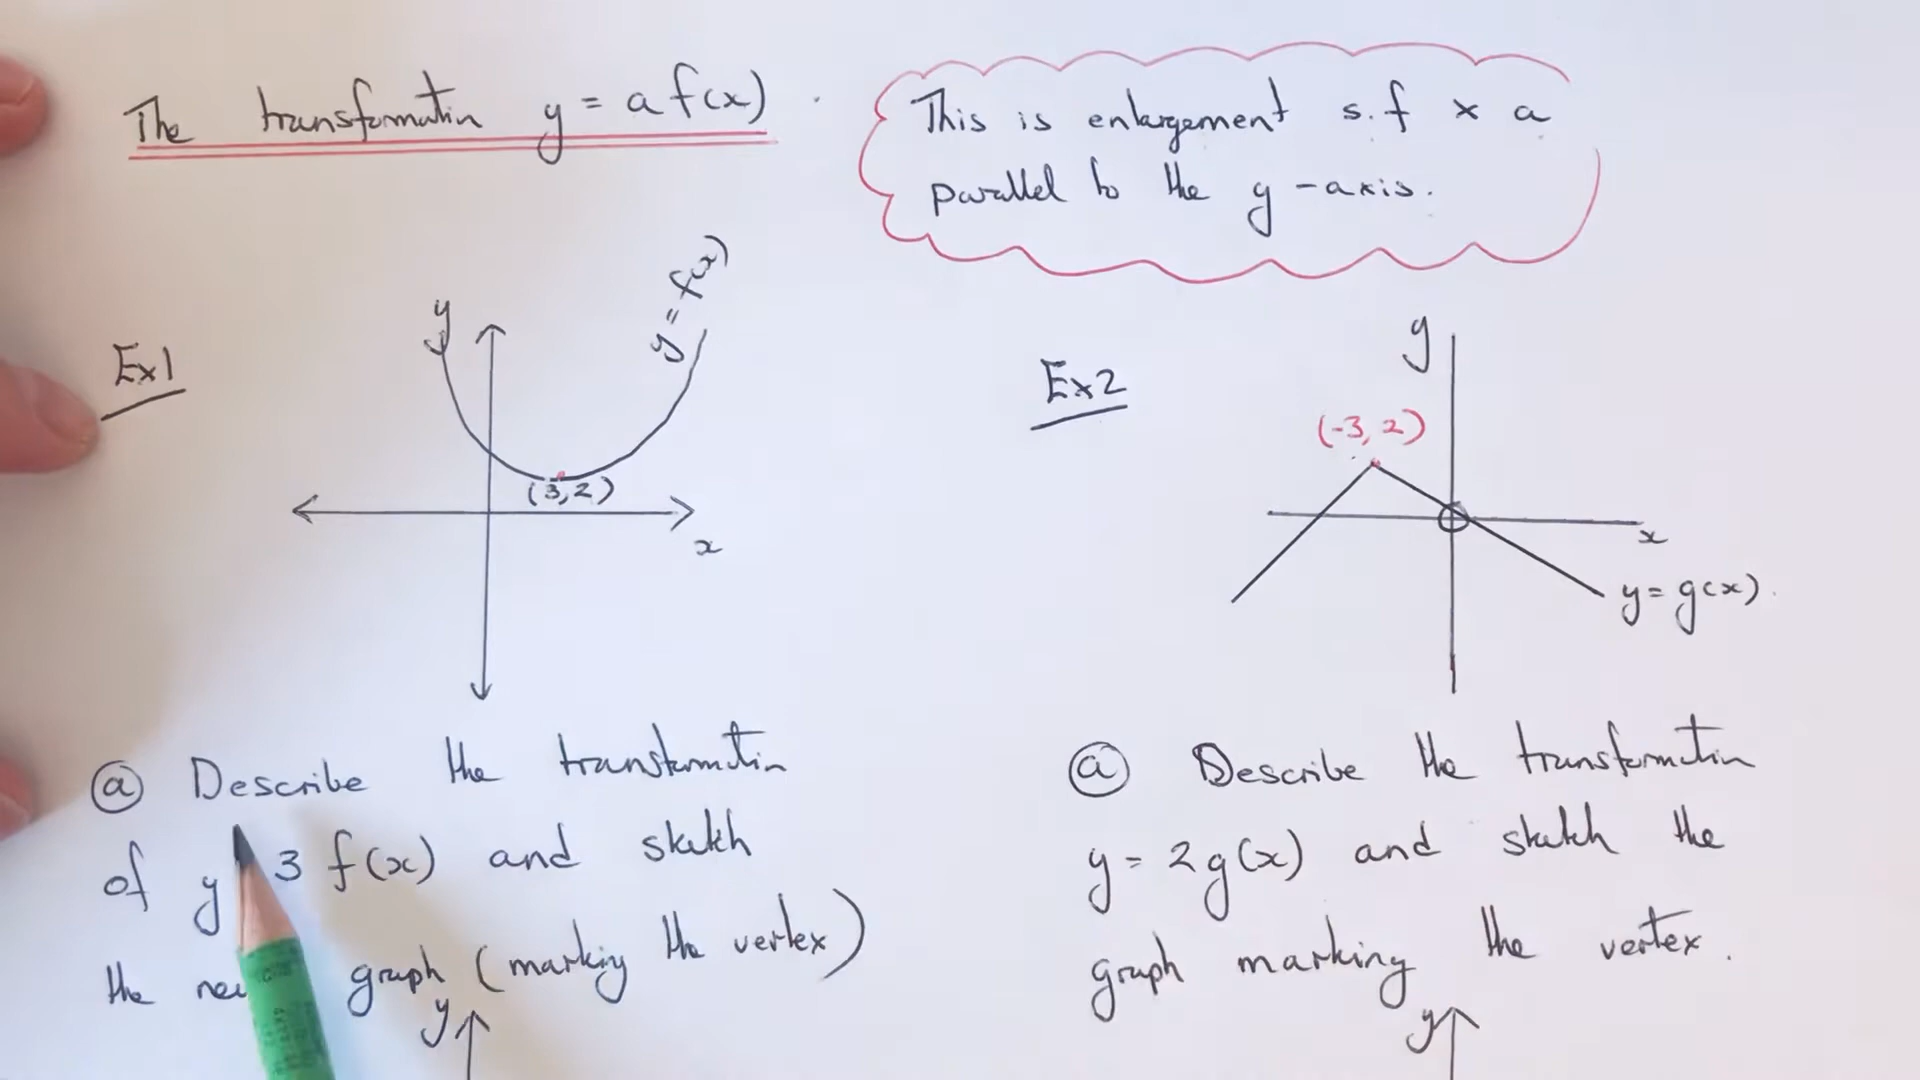 The transformation y = a f(x)
This is enlargement s.f x a
parallel to the y-axis.
Ex1
y
y = f(x)
(3,2)
x
Ex2
y
(-3, 2)
x
y = g(x).
(a) Describe the transformation
of y 3 f(x) and sketch
the new graph (marking the vertex)
y
(a) Describe the transformation
y = 2g(x) and sketch the
graph marking the vertex.
y